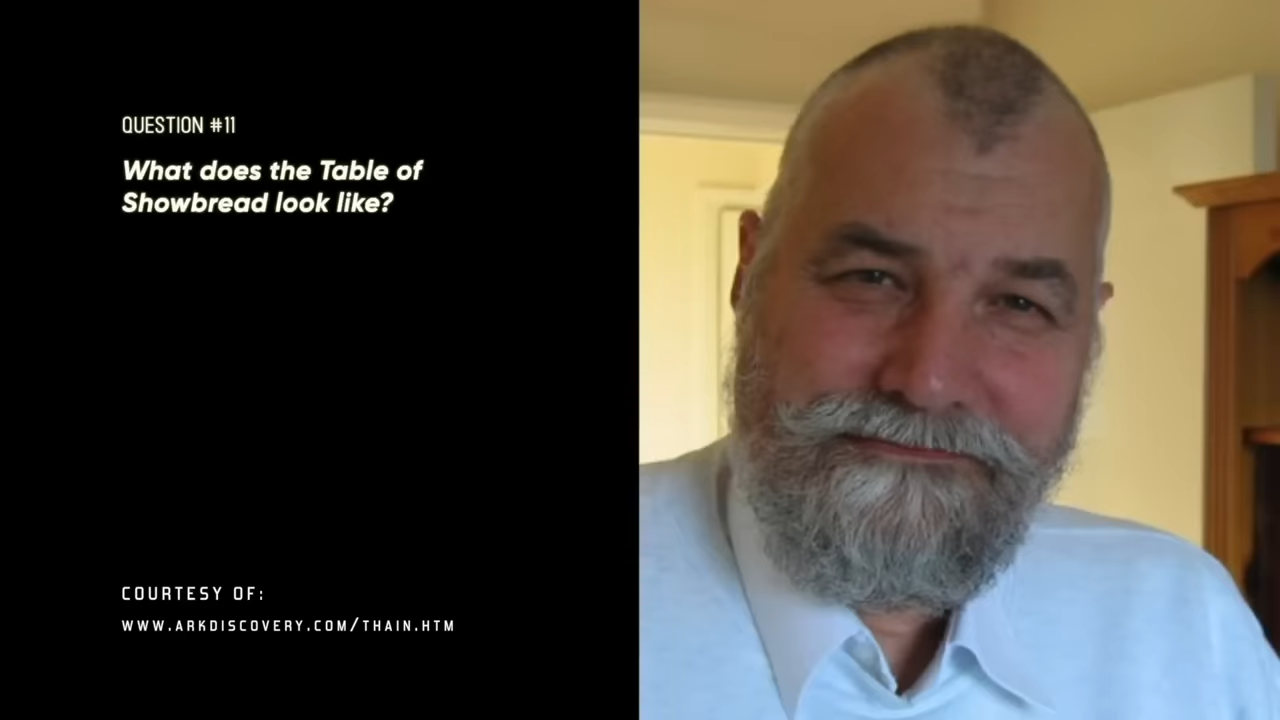 QUESTION #11
What does the Table of
Showbread look like?
COURTESY OF:
WWW.ARKDISCOVERY.COM/THAIN.HTM